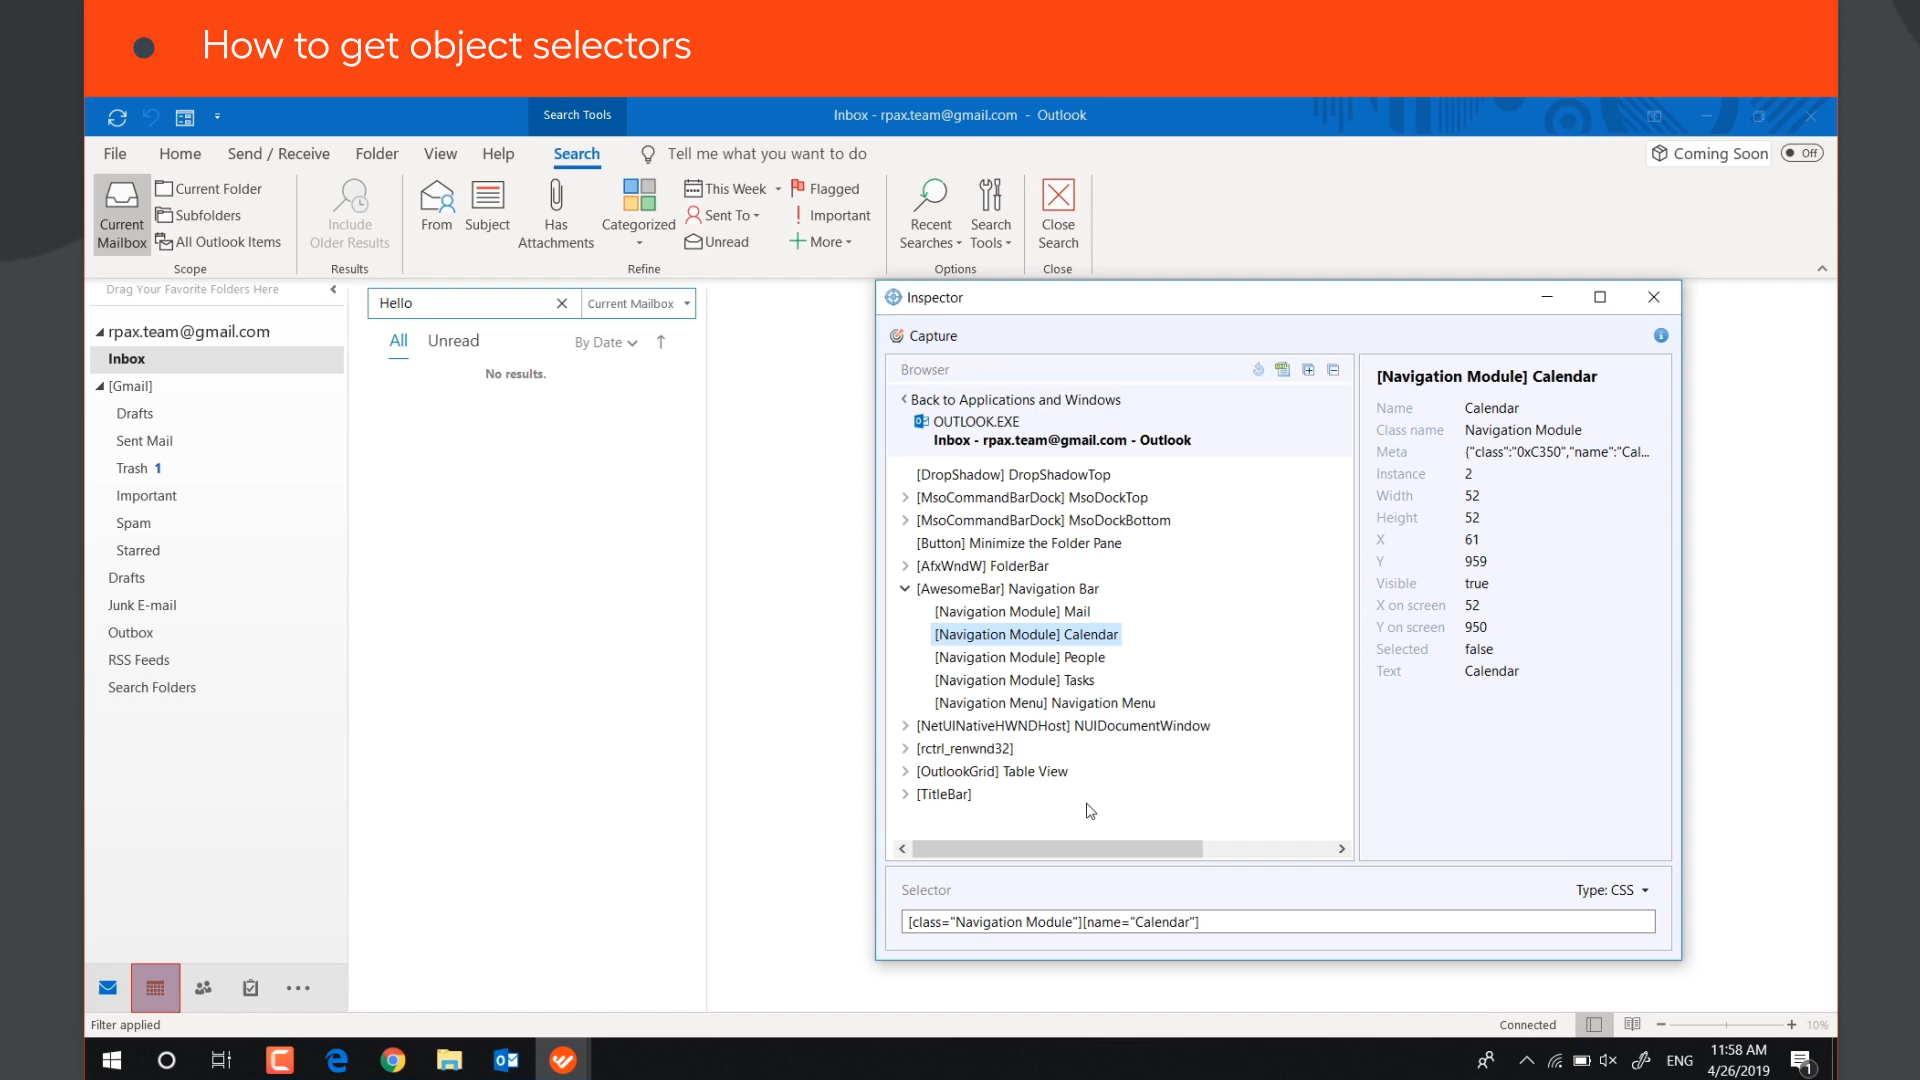 How to get object selectors
Search Tools
Inbox - rpax.team@gmail.com - Outlook
File Home Send / Receive Folder View Help Search Tell me what you want to do
Coming Soon Off
Current Mailbox
Current Folder
Subfolders
All Outlook Items
Scope
Include Older Results
Results
From
Subject
Has Attachments
Categorized
This Week
Sent To
Unread
Flagged
Important
More
Refine
Recent Searches
Search Tools
Options
Close Search
Close
Drag Your Favorite Folders Here
rpax.team@gmail.com
Inbox
[Gmail]
Drafts
Sent Mail
Trash 1
Important
Spam
Starred
Drafts
Junk E-mail
Outbox
RSS Feeds
Search Folders
Hello
Current Mailbox
All Unread By Date
No results.
Inspector
Capture
Browser
Back to Applications and Windows
OUTLOOK.EXE
Inbox - rpax.team@gmail.com - Outlook
[DropShadow] DropShadowTop
[MsoCommandBarDock] MsoDockTop
[MsoCommandBarDock] MsoDockBottom
[Button] Minimize the Folder Pane
[AfxWndW] FolderBar
[AwesomeBar] Navigation Bar
[Navigation Module] Mail
[Navigation Module] Calendar
[Navigation Module] People
[Navigation Module] Tasks
[Navigation Menu] Navigation Menu
[NetUINativeHWNDHost] NUIDocumentWindow
[rctrl_renwnd32]
[OutlookGrid] Table View
[TitleBar]
[Navigation Module] Calendar
Name Calendar
Class name Navigation Module
Meta {"class":"0xC350","name":"Cal...
Instance 2
Width 52
Height 52
X 61
Y 959
Visible true
X on screen 52
Y on screen 950
Selected false
Text Calendar
Selector
Type: CSS
[class="Navigation Module"][name="Calendar"]
Filter applied
Connected
10%
ENG
11:58 AM
4/26/2019
1